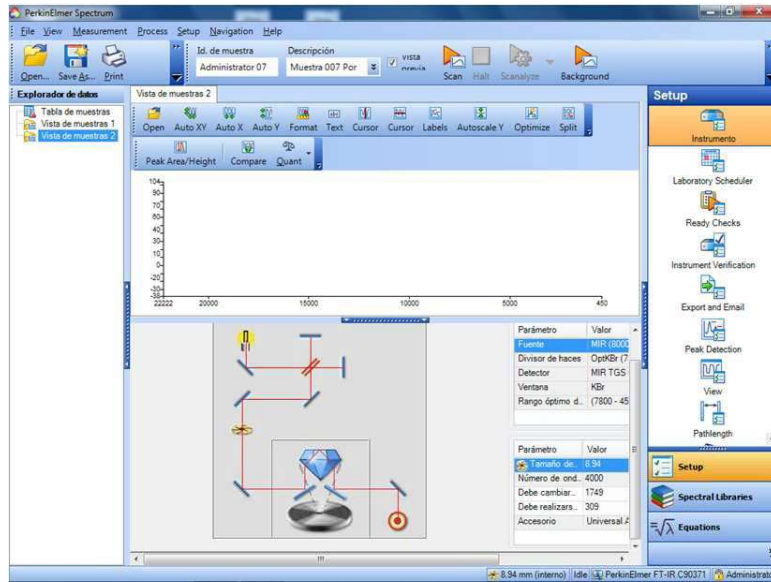 PerkinElmer Spectrum
File View Measurement Process Setup Navigation Help
Id. de muestra Descripción
Administrator 07 Muestra 007 Por vista previa
Open... Save As... Print Scan Halt Scanalyze Background
Explorador de datos
Tabla de muestras
Vista de muestras 1
Vista de muestras 2
Vista de muestras 2
Open Auto XY Auto X Auto Y Format Text Cursor Cursor Labels Autoscale Y Optimize Split
Peak Area/Height Compare Quant
104
90
70
60
40
30
10
0
-20
-30
-38
22222 20000 15000 10000 5000 450
Parámetro Valor
Fuente MIR (8000
Divisor de haces OptKBr (7
Detector MIR TGS
Ventana KBr
Rango óptimo d.. (7800 - 45
Parámetro Valor
Tamaño de.. 8.94
Número de ond.. 4000
Debe cambiar.. 1749
Debe realizars.. 309
Accesorio Universal A
Setup
Instrumento
Laboratory Scheduler
Ready Checks
Instrument Verification
Export and Email
Peak Detection
View
Pathlength
Setup
Spectral Libraries
Equations
8.94 mm (interno) Idle PerkinElmer FT-IR C90371 Administrat